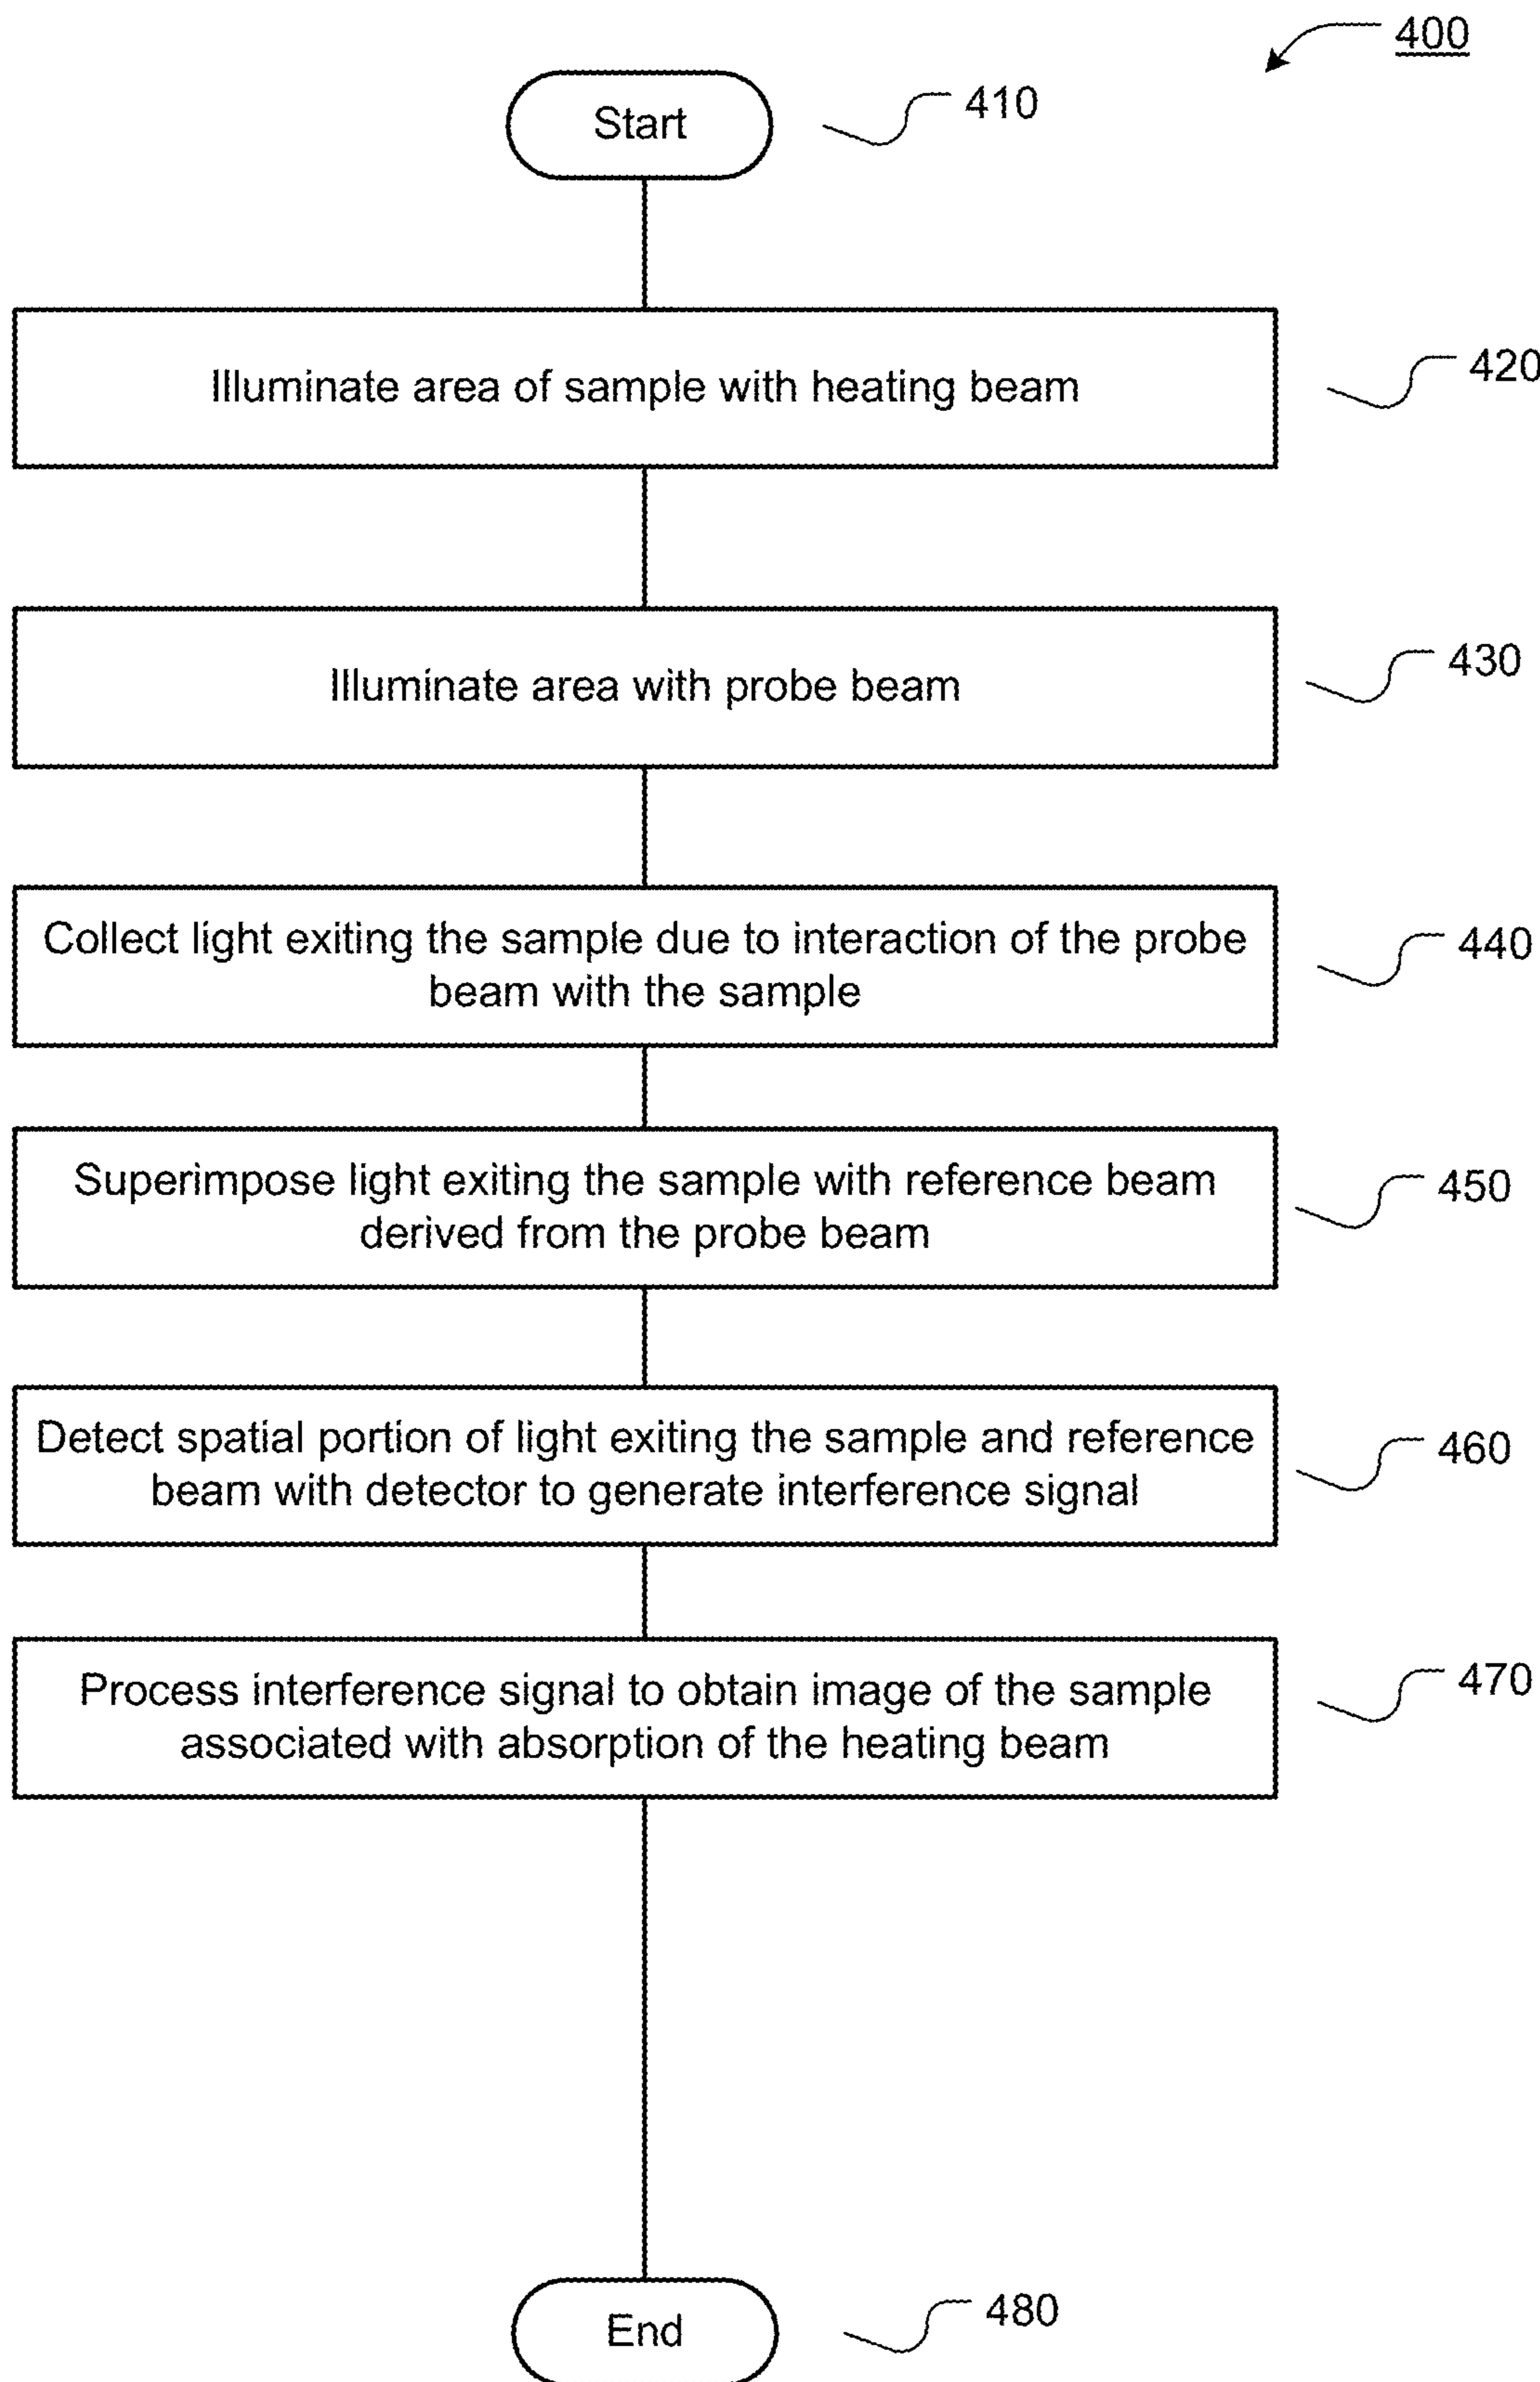 400
Start
410
Illuminate area of sample with heating beam
420
Illuminate area with probe beam
430
Collect light exiting the sample due to interaction of the probe
beam with the sample
440
Superimpose light exiting the sample with reference beam
derived from the probe beam
450
Detect spatial portion of light exiting the sample and reference
beam with detector to generate interference signal
460
Process interference signal to obtain image of the sample
associated with absorption of the heating beam
470
End
480